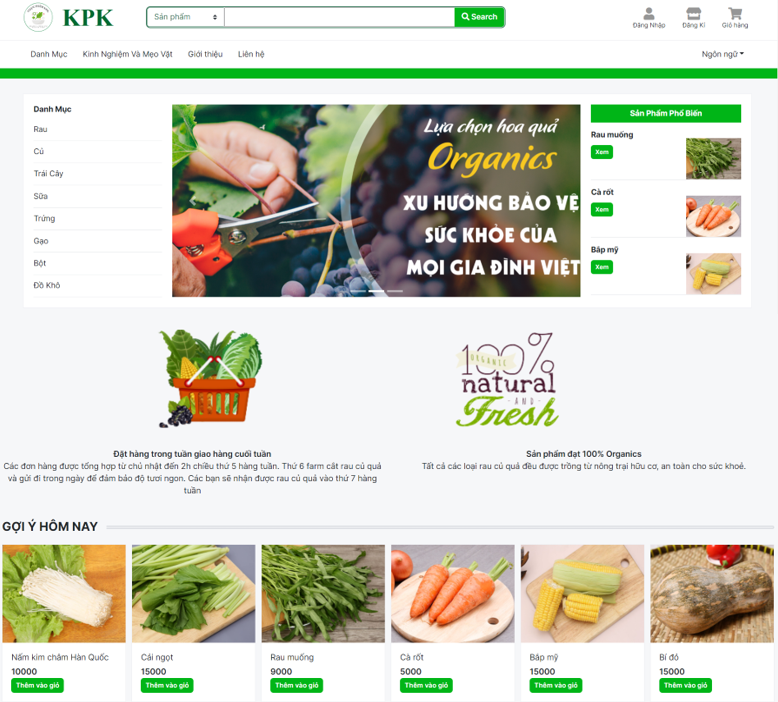 KPK
Sản phẩm
Search
Đăng Nhập
Đăng Kí
Giỏ hàng
Danh Mục
Kinh Nghiệm Và Mẹo Vặt
Giới thiệu
Liên hệ
Ngôn ngữ
Danh Mục
Rau
Củ
Trái Cây
Sữa
Trứng
Gạo
Bột
Đồ Khô
Lựa chọn hoa quả
Organics
XU HƯỚNG BẢO VỆ
SỨC KHỎE CỦA
MỌI GIA ĐÌNH VIỆT
Sản Phẩm Phổ Biến
Rau muống
Xem
Cà rốt
Xem
Bắp mỹ
Xem
100%
ORGANIC
natural
AND
Fresh
Đặt hàng trong tuần giao hàng cuối tuần
Các đơn hàng được tổng hợp từ chủ nhật đến 2h chiều thứ 5 hàng tuần. Thứ 6 farm cắt rau củ quả
và gửi đi trong ngày để đảm bảo độ tươi ngon. Các bạn sẽ nhận được rau củ quả vào thứ 7 hàng
tuần
Sản phẩm đạt 100% Organics
Tất cả các loại rau củ quả đều được trồng từ nông trại hữu cơ, an toàn cho sức khoẻ.
GỢI Ý HÔM NAY
Nấm kim châm Hàn Quốc
10000
Thêm vào giỏ
Cải ngọt
15000
Thêm vào giỏ
Rau muống
9000
Thêm vào giỏ
Cà rốt
5000
Thêm vào giỏ
Bắp mỹ
15000
Thêm vào giỏ
Bí đỏ
15000
Thêm vào giỏ